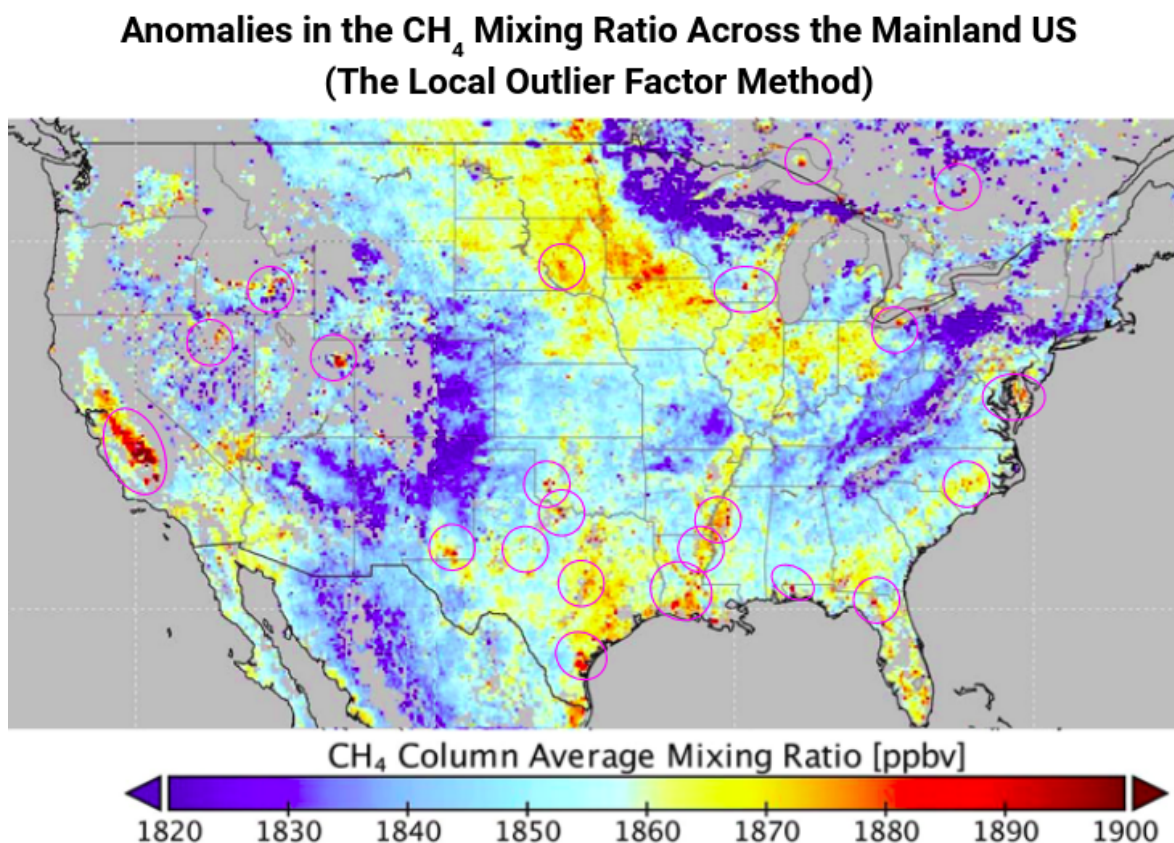 Anomalies in the CH₄ Mixing Ratio Across the Mainland US
(The Local Outlier Factor Method)
CH₄ Column Average Mixing Ratio [ppbv]
1820 1830 1840 1850 1860 1870 1880 1890 1900